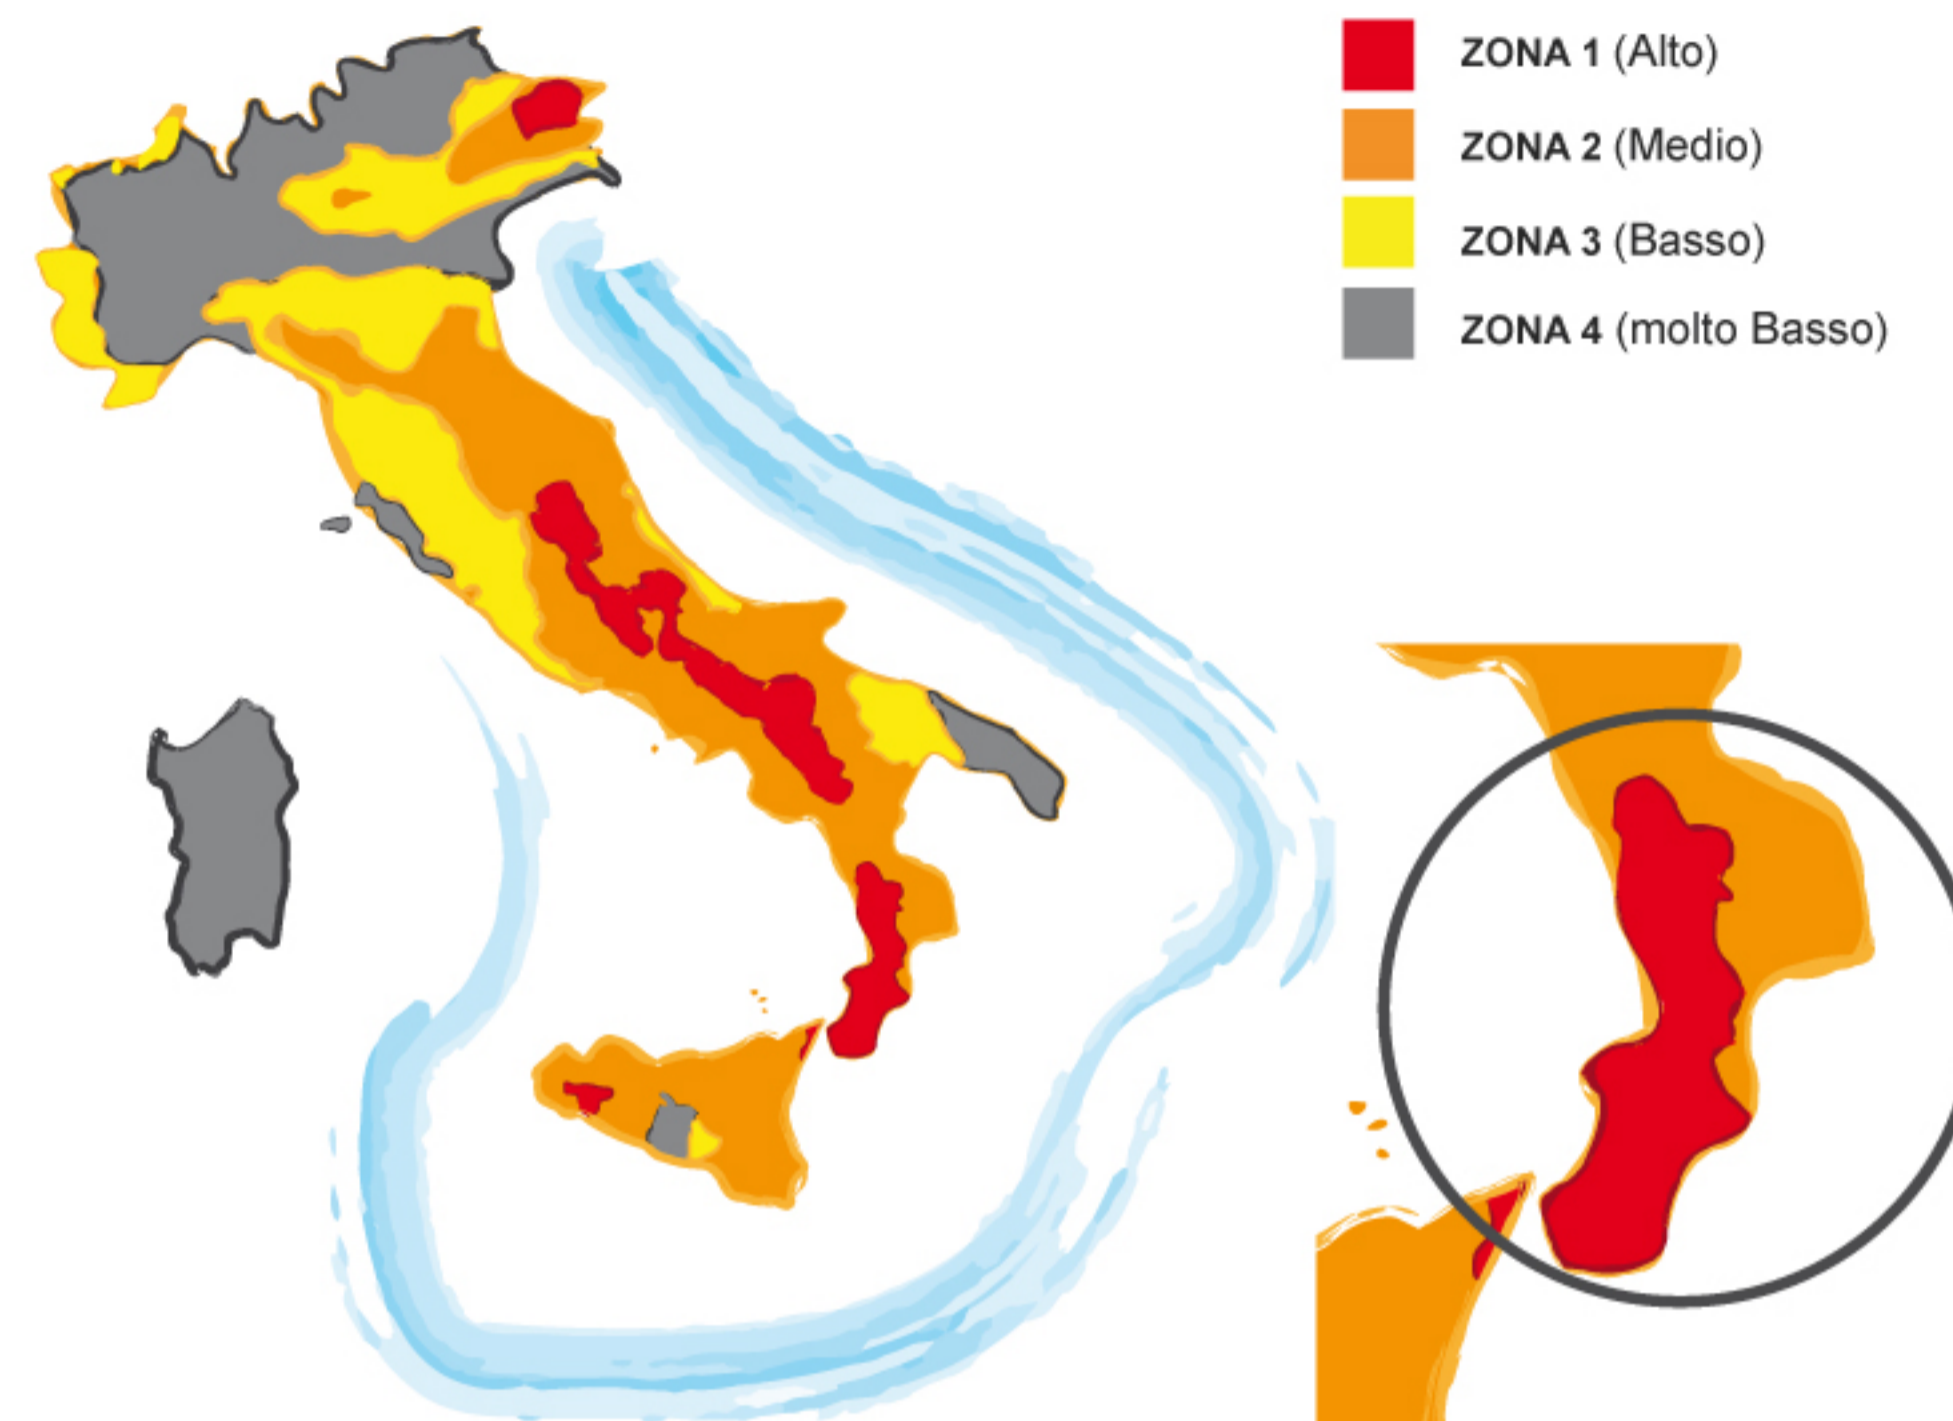 ZONA 1 (Alto)
ZONA 2 (Medio)
ZONA 3 (Basso)
ZONA 4 (molto Basso)